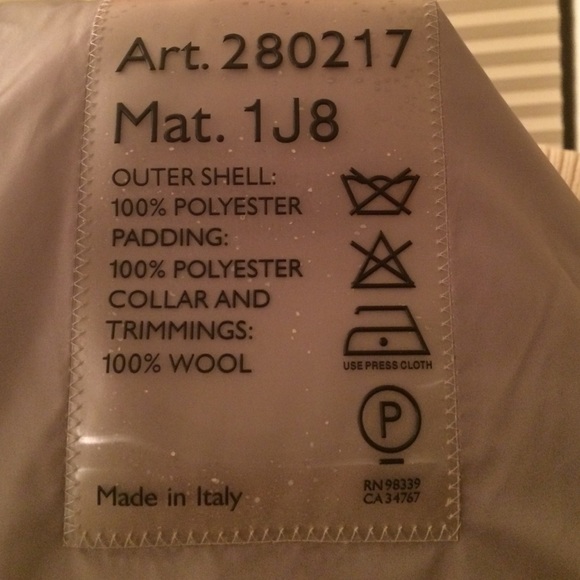 Art. 280217
Mat. 1J8
OUTER SHELL:
100% POLYESTER
PADDING:
100% POLYESTER
COLLAR AND
TRIMMINGS:
100% WOOL
USE PRESS CLOTH
P
Made in Italy
RN 98339
CA 34767